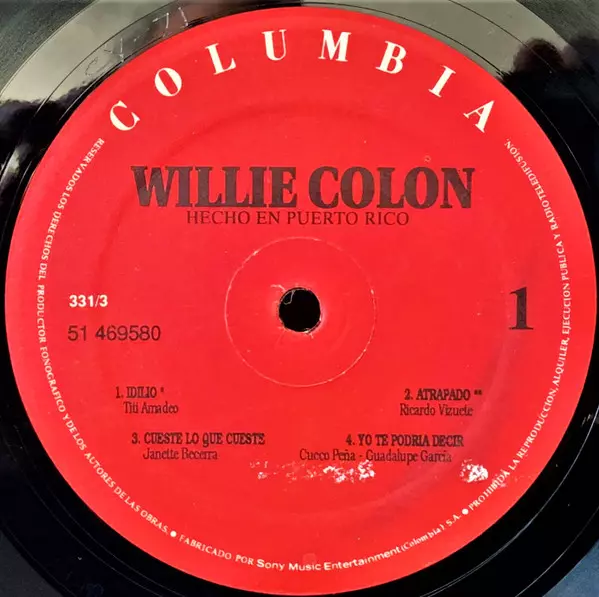 COLUMBIA
WILLIE COLON
HECHO EN PUERTO RICO
331/3
51 469580
1
1. IDILIO *
Titi Amadeo
2. ATRAPADO **
Ricardo Vizuete
3. CUESTE LO QUE CUESTE
Janette Becerra
4. YO TE PODRIA DECIR
Cucco Peña - Guadalupe García
RESERVADOS LOS DERECHOS DEL PRODUCTOR FONOGRAFICO Y DE LOS AUTORES DE LAS OBRAS. ● FABRICADO POR Sony Music Entertainment (Colombia) S.A. ● PROHIBIDA LA REPRODUCCION, ALQUILER, EJECUCION PUBLICA Y RADIO TELEDIFUSION.